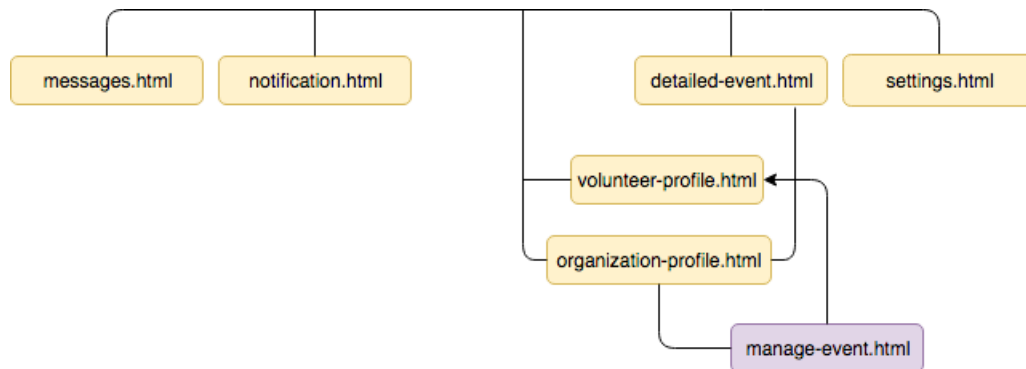 messages.html
notification.html
detailed-event.html
settings.html
volunteer-profile.html
organization-profile.html
manage-event.html